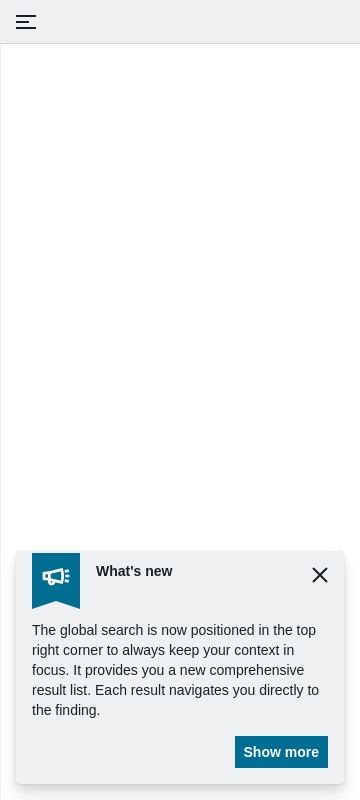 What's new
The global search is now positioned in the top
right corner to always keep your context in
focus. It provides you a new comprehensive
result list. Each result navigates you directly to
the finding.
Show more